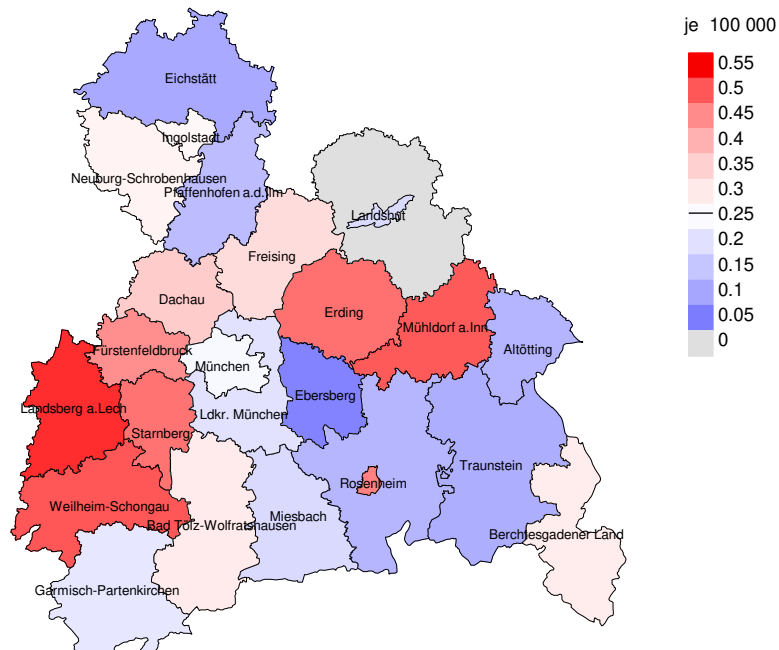 je 100 000
Eichstätt
0.55
0.5
0.45
Ingolstadt
0.4
0.35
Neuburg-Schrobenhausen
0.3
Pfaffenhofen a.d.Ilm
0.25
Landshut
0.2
Freising
0.15
0.1
Dachau
0.05
Erding
Mühldorf a.Inn
0
Fürstenfeldbruck
Altötting
München
Ebersberg
Landsberg a.Lech
Ldkr. München
Starnberg
Traunstein
Rosenheim
Weilheim-Schongau
Miesbach
Bad Tölz-Wolfratshausen
Berchtesgadener Land
Garmisch-Partenkirchen